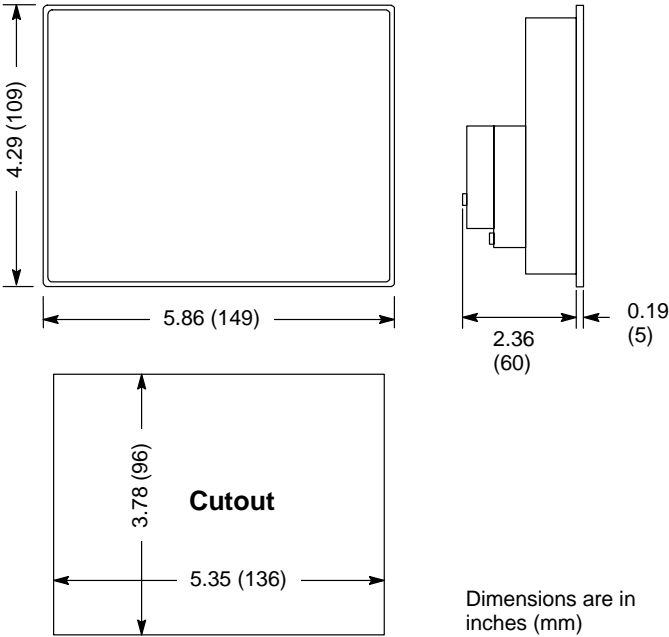 4.29 (109)
5.86 (149)
2.36
(60)
0.19
(5)
3.78 (96)
Cutout
5.35 (136)
Dimensions are in
inches (mm)